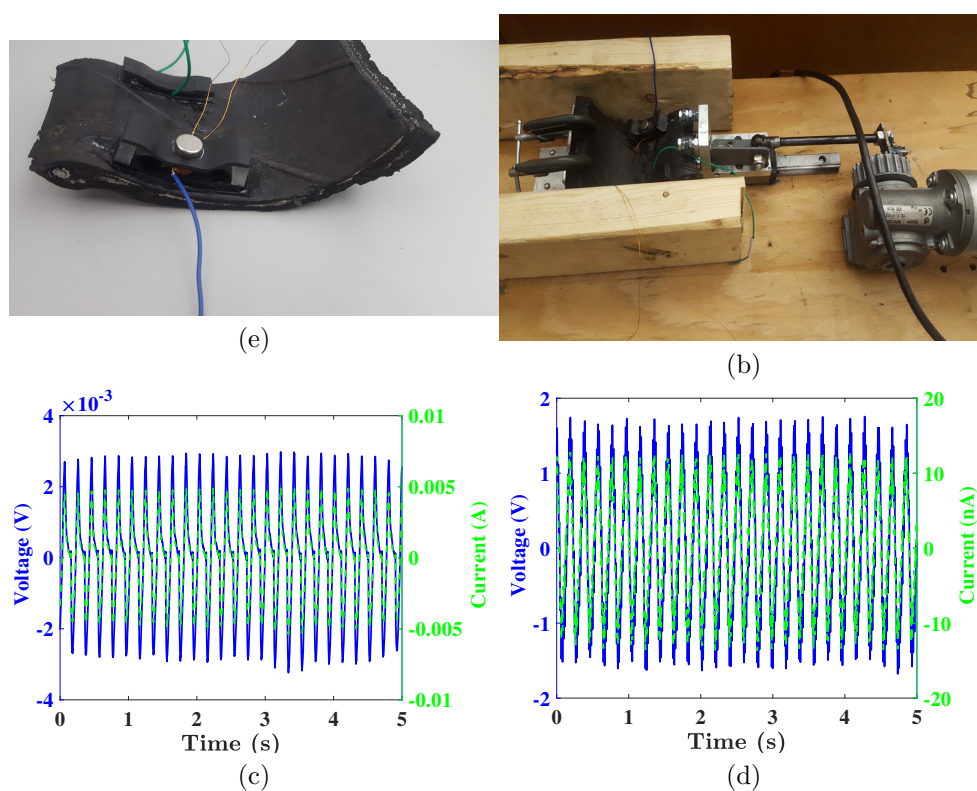 (e)
(b)
×10⁻³
4
2
0
-2
-4
Voltage (V)
0.01
0.005
0
-0.005
-0.01
Current (A)
0 1 2 3 4 5
Time (s)
(c)
2
1
0
-1
-2
Voltage (V)
20
10
0
-10
-20
Current (nA)
0 1 2 3 4 5
Time (s)
(d)